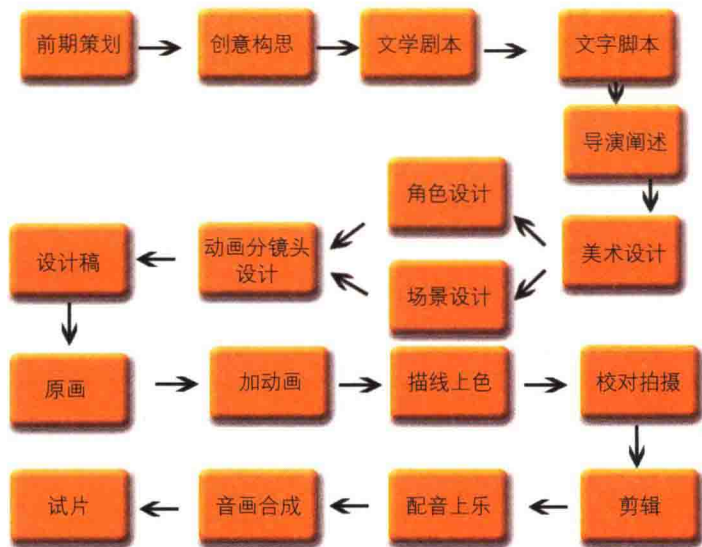 前期策划
创意构思
文学剧本
文字脚本
导演阐述
美术设计
角色设计
场景设计
动画分镜头
设计
设计稿
原画
加动画
描线上色
校对拍摄
剪辑
配音上乐
音画合成
试片